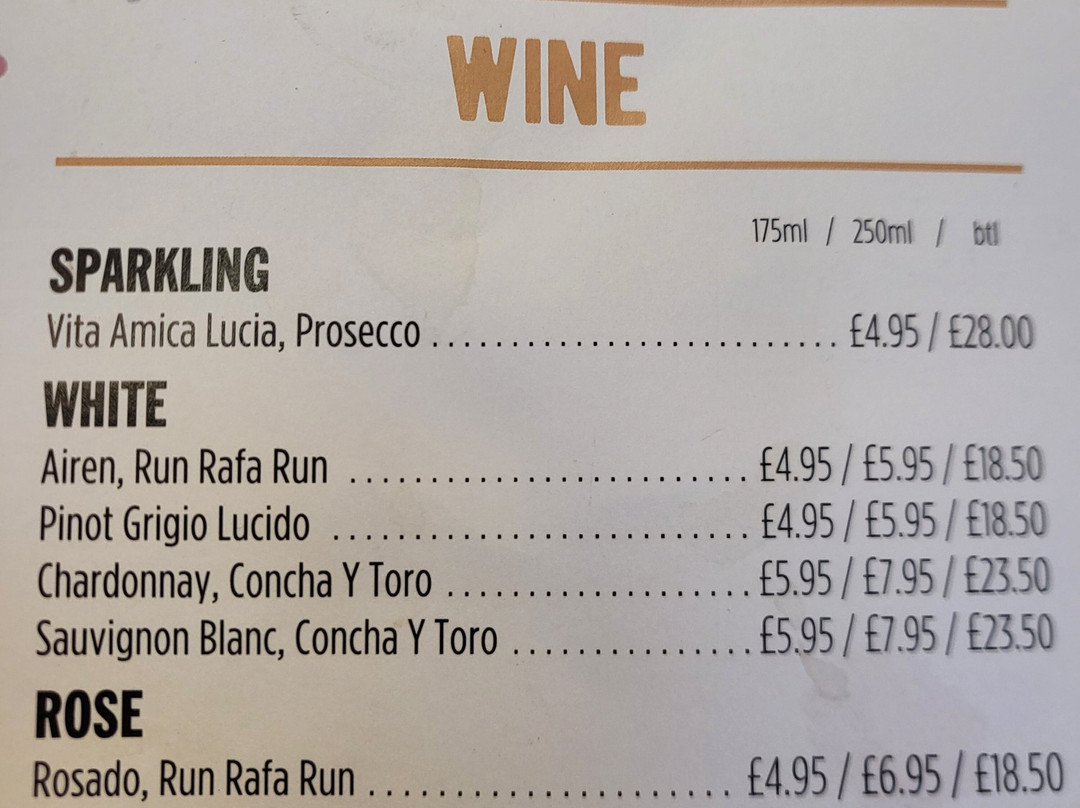 WINE
175ml / 250ml / btl
SPARKLING
Vita Amica Lucia, Prosecco .......................... £4.95 / £28.00
WHITE
Airen, Run Rafa Run .............................. £4.95 / £5.95 / £18.50
Pinot Grigio Lucido ............................... £4.95 / £5.95 / £18.50
Chardonnay, Concha Y Toro ................... £5.95 / £7.95 / £23.50
Sauvignon Blanc, Concha Y Toro ............... £5.95 / £7.95 / £23.50
ROSE
Rosado, Run Rafa Run .......................... £4.95 / £6.95 / £18.50